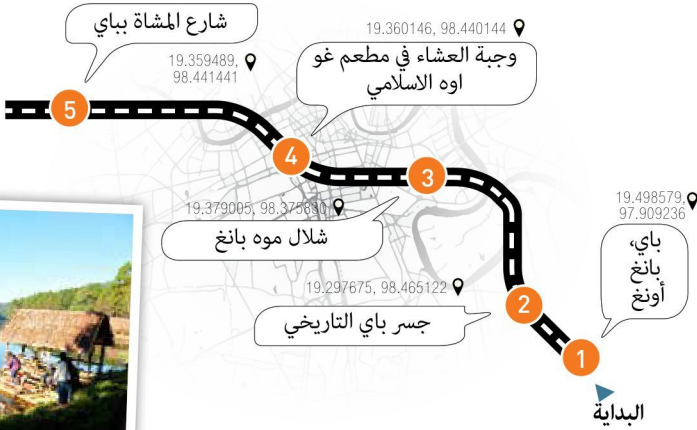 شارع المشاة بباي
19.359489,
98.441441
5
19.360146, 98.440144
وجبة العشاء في مطعم غو
اوه الاسلامي
4
3
19.379005, 98.375830
شلال موه بانغ
19.297675, 98.465122
جسر باي التاريخي
2
19.498579,
97.909236
باي،
بانغ
أونغ
1
البداية